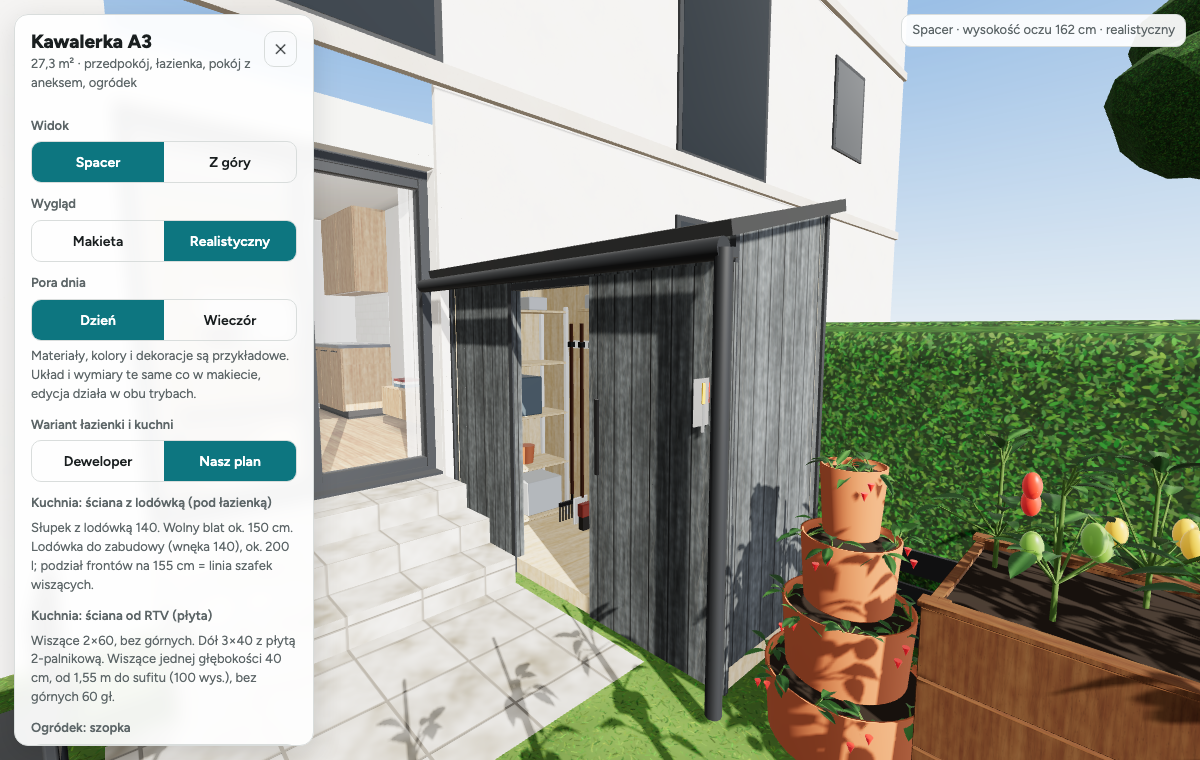 Kawalerka A3
27,3 m² · przedpokój, łazienka, pokój z
aneksem, ogródek
Spacer · wysokość oczu 162 cm · realistyczny
Widok
Spacer
Z góry
Wygląd
Makieta
Realistyczny
Pora dnia
Dzień
Wieczór
Materiały, kolory i dekoracje są przykładowe.
Układ i wymiary te same co w makiecie,
edycja działa w obu trybach.
Wariant łazienki i kuchni
Deweloper
Nasz plan
Kuchnia: ściana z lodówką (pod łazienką)
Słupek z lodówką 140. Wolny blat ok. 150 cm.
Lodówka do zabudowy (wnęka 140), ok. 200
l; podział frontów na 155 cm = linia szafek
wiszących.
Kuchnia: ściana od RTV (płyta)
Wiszące 2×60, bez górnych. Dół 3×40 z płytą
2-palnikową. Wiszące jednej głębokości 40
cm, od 1,55 m do sufitu (100 wys.), bez
górnych 60 gł.
Ogródek: szopka